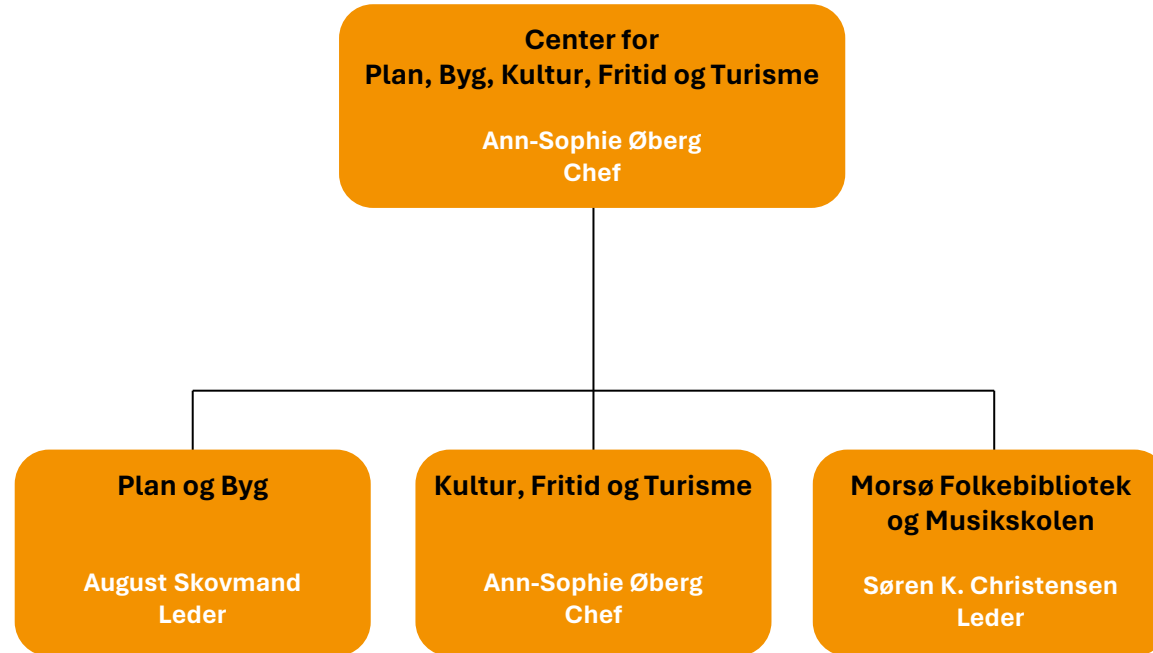 Center for
Plan, Byg, Kultur, Fritid og Turisme
Ann-Sophie Øberg
Chef
Plan og Byg
August Skovmand
Leder
Kultur, Fritid og Turisme
Ann-Sophie Øberg
Chef
Morsø Folkebibliotek
og Musikskolen
Søren K. Christensen
Leder